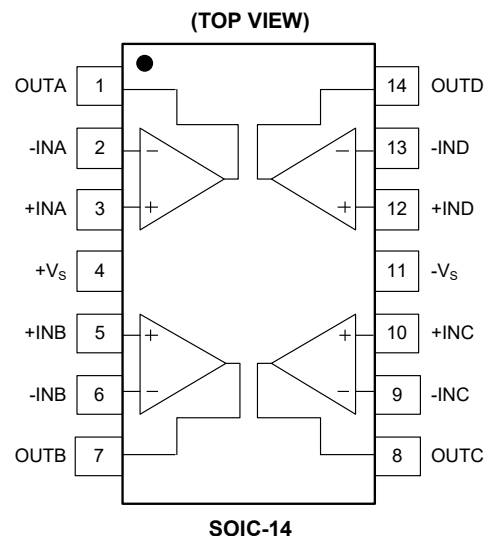 (TOP VIEW)
OUTA 1 14 OUTD
-INA 2 − − 13 -IND
+INA 3 + + 12 +IND
+VS 4 11 -VS
+INB 5 + + 10 +INC
-INB 6 − − 9 -INC
OUTB 7 8 OUTC
SOIC-14